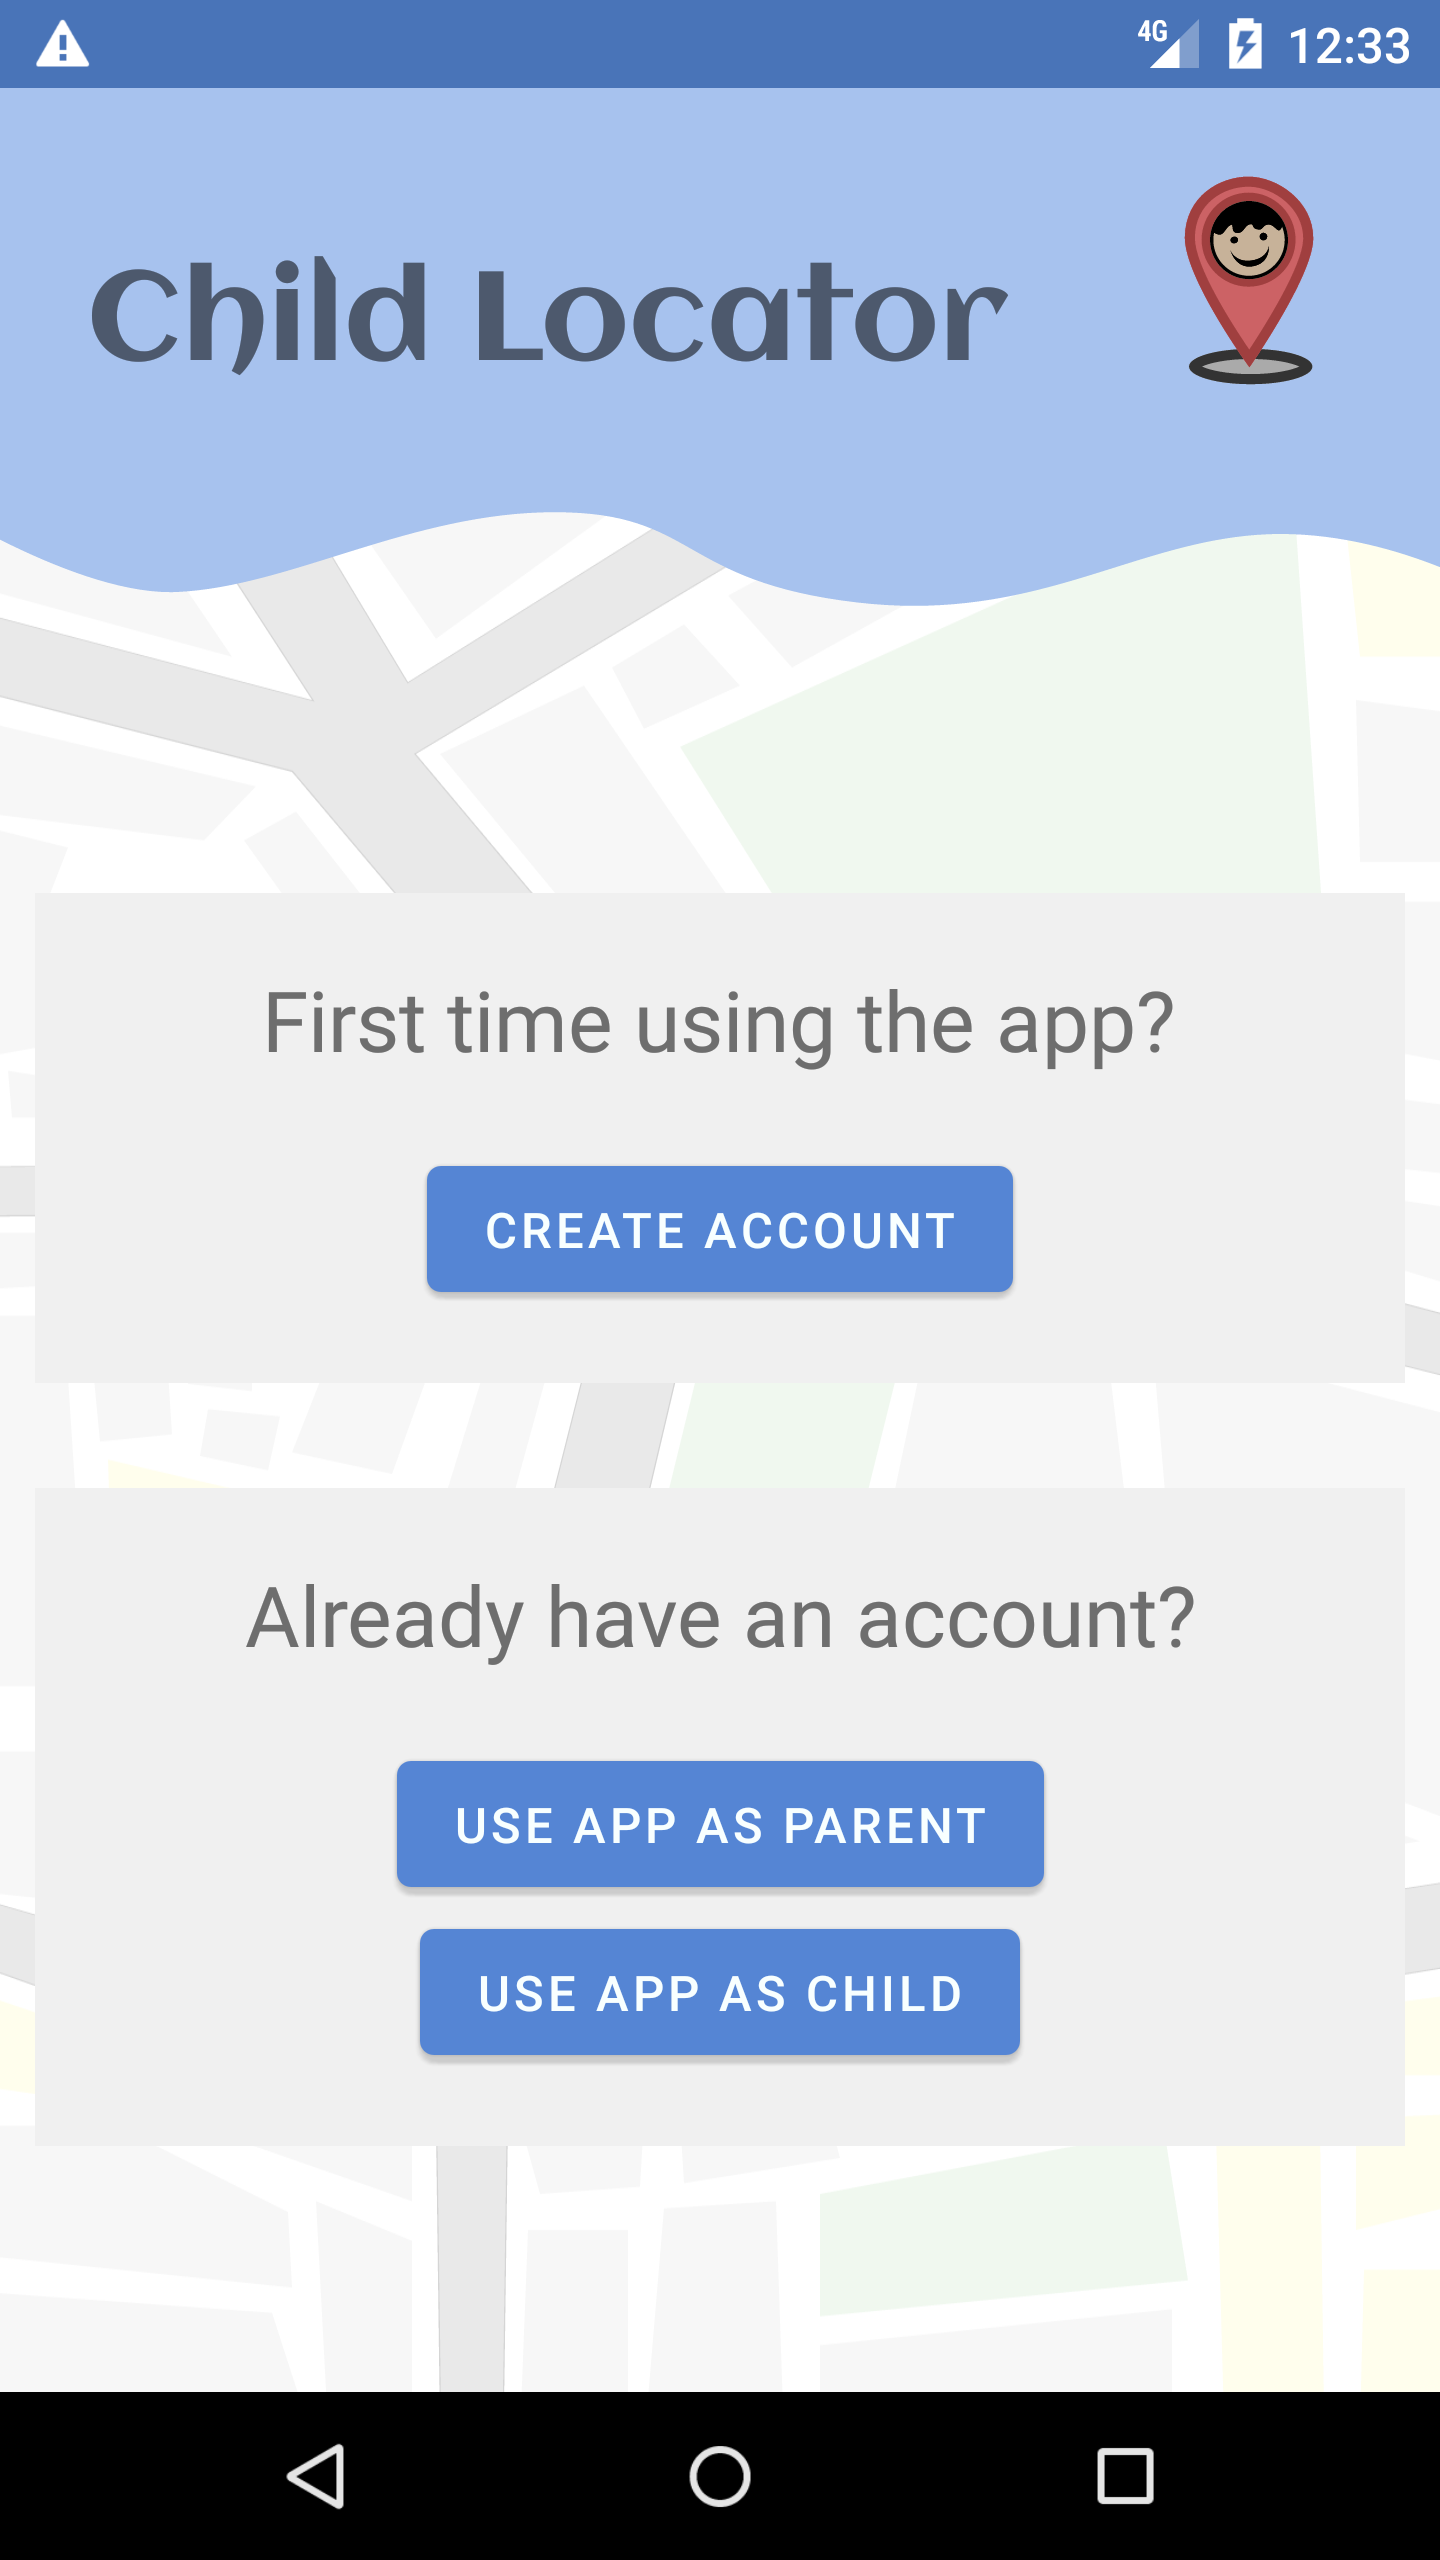 4G 12:33
Child Locator
First time using the app?
CREATE ACCOUNT
Already have an account?
USE APP AS PARENT
USE APP AS CHILD